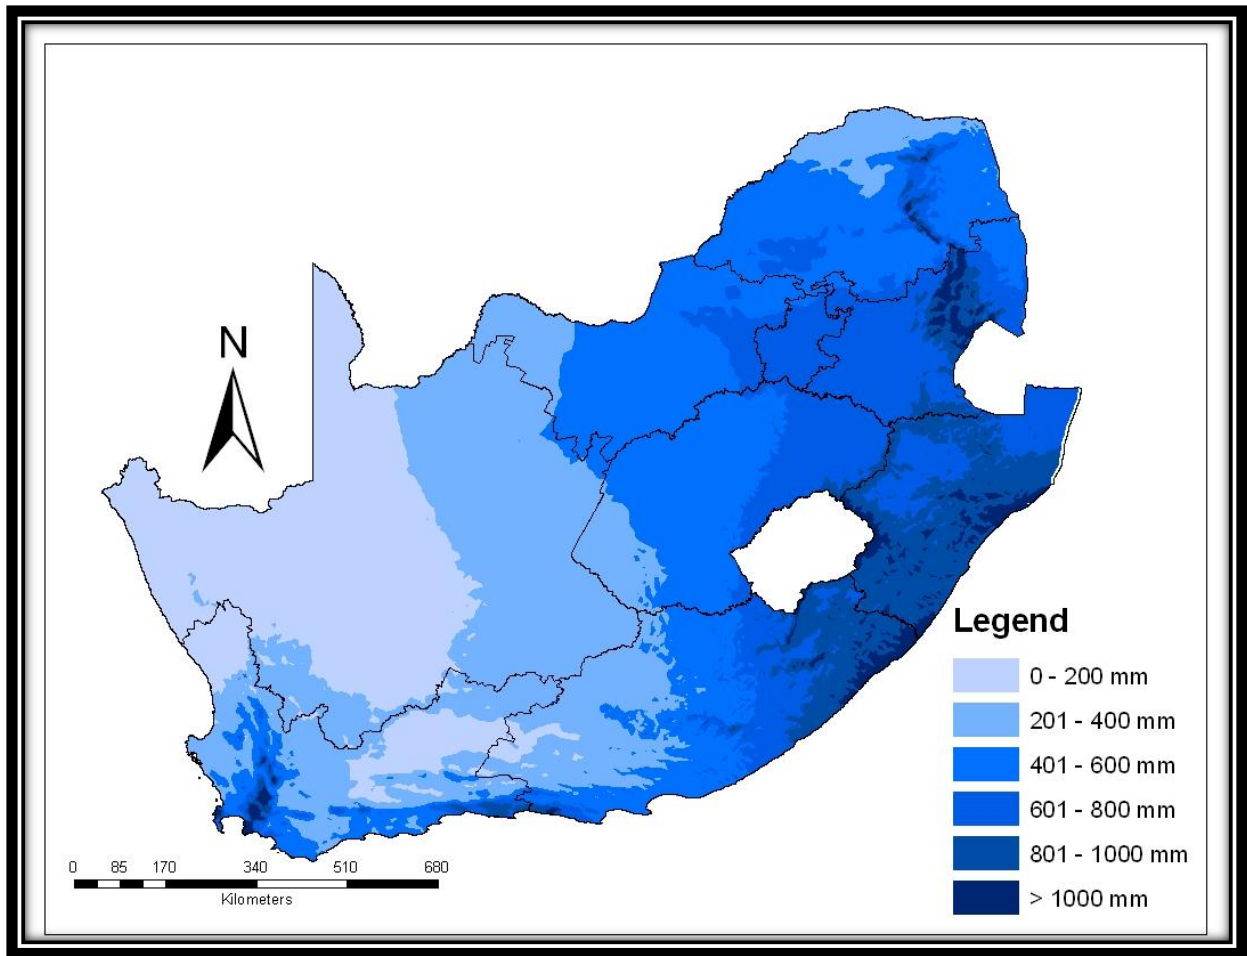 N
Legend
0 - 200 mm
201 - 400 mm
401 - 600 mm
601 - 800 mm
801 - 1000 mm
> 1000 mm
0 85 170 340 510 680
Kilometers